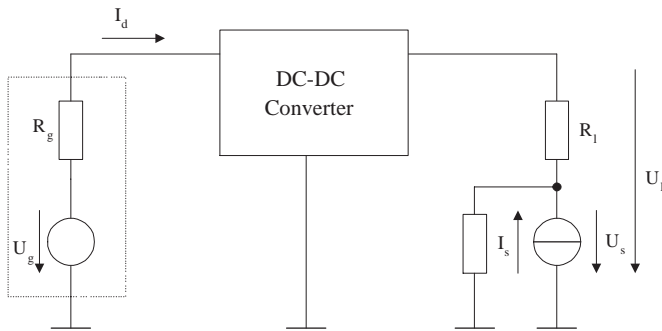 I_d
DC-DC
Converter
R_g
R_l
U_g
I_s
U_s
U_l